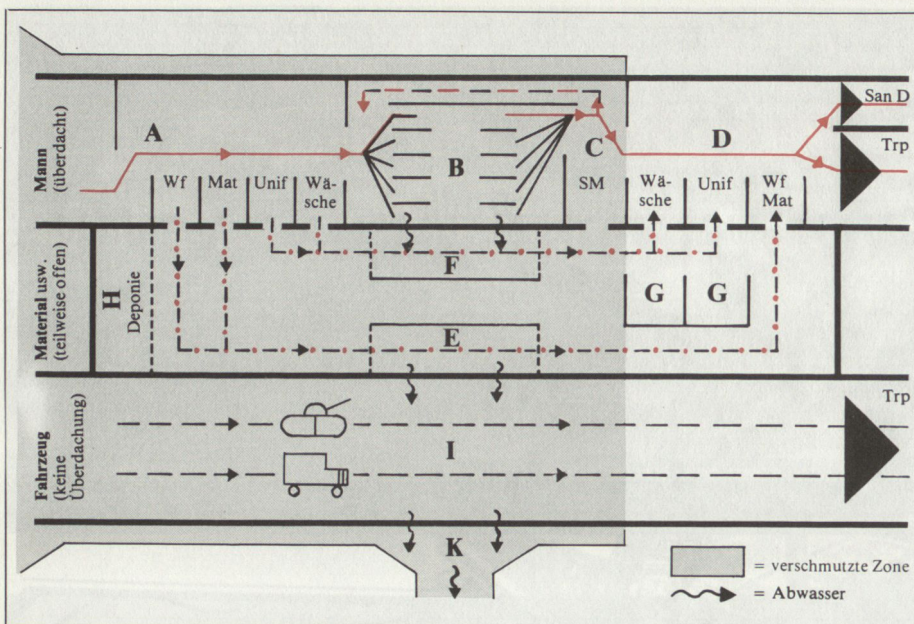 Mann
(überdacht)
A
B
C
D
San D
Trp
Wf
Mat
Unif
Wä-
sche
SM
Wä-
sche
Unif
Wf
Mat
Material usw.
(teilweise offen)
H
Deponie
F
E
G
G
Fahrzeug
(keine
Überdachung)
I
Trp
K
= verschmutzte Zone
= Abwasser